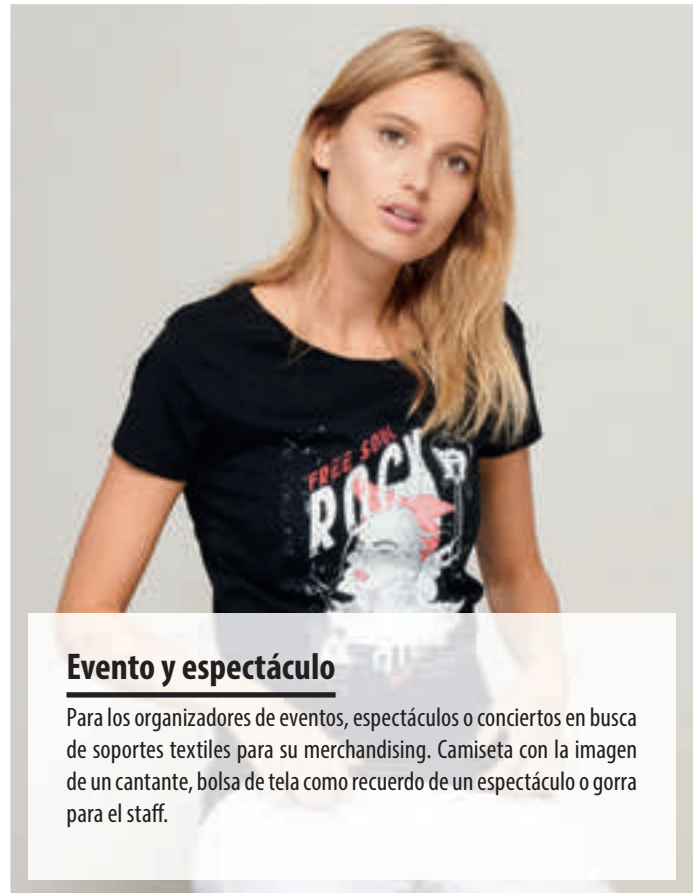 FREE SOUL
ROCK
Evento y espectáculo
Para los organizadores de eventos, espectáculos o conciertos en busca
de soportes textiles para su merchandising. Camiseta con la imagen
de un cantante, bolsa de tela como recuerdo de un espectáculo o gorra
para el staff.